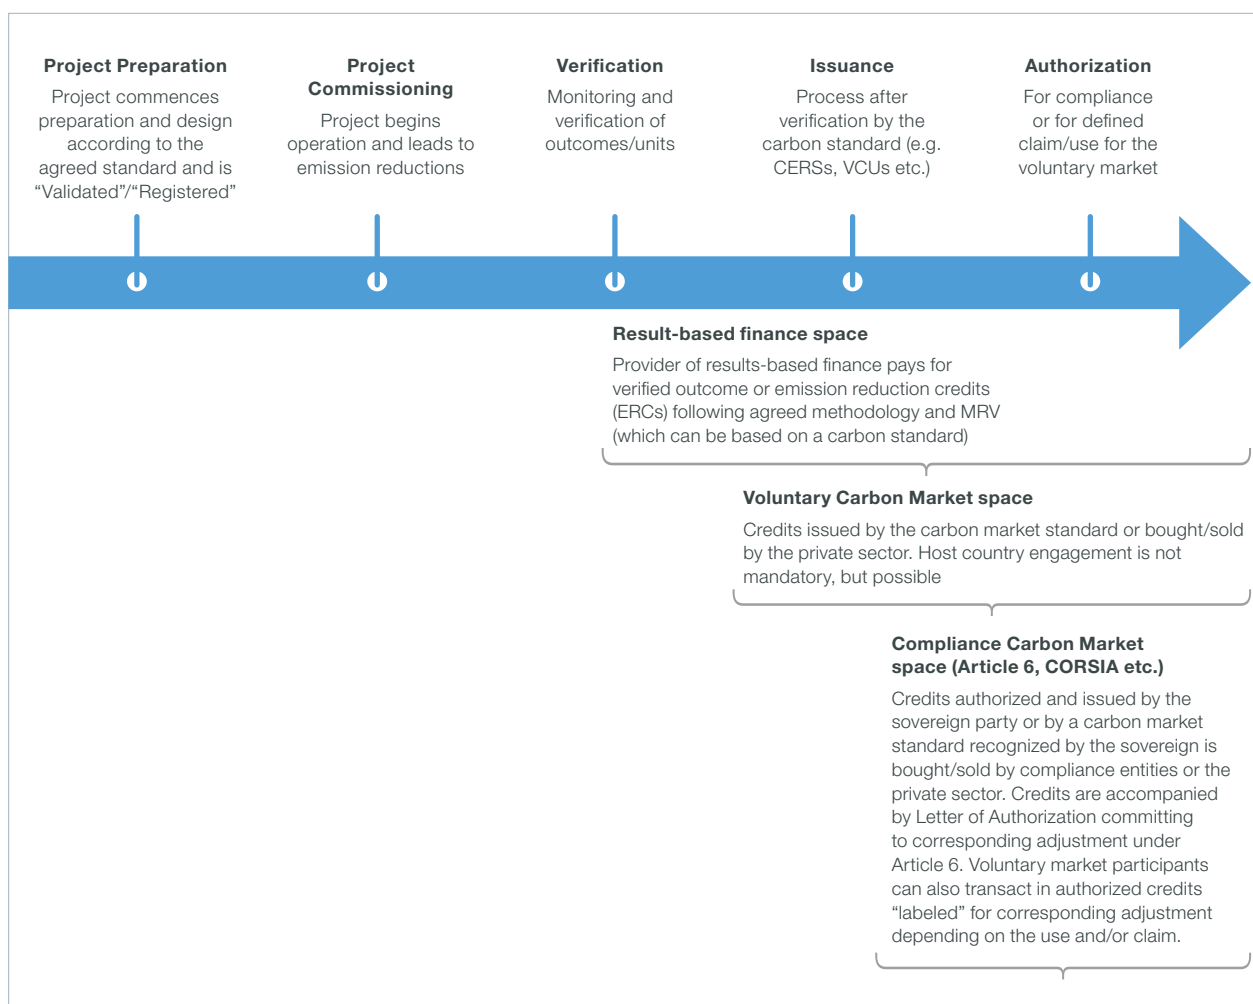 Project Preparation
Project commences
preparation and design
according to the
agreed standard and is
“Validated”/“Registered”
Project
Commissioning
Project begins
operation and leads to
emission reductions
Verification
Monitoring and
verification of
outcomes/units
Issuance
Process after
verification by the
carbon standard (e.g.
CERSs, VCUs etc.)
Authorization
For compliance
or for defined
claim/use for the
voluntary market
Result-based finance space
Provider of results-based finance pays for
verified outcome or emission reduction credits
(ERCs) following agreed methodology and MRV
(which can be based on a carbon standard)
Voluntary Carbon Market space
Credits issued by the carbon market standard or bought/sold
by the private sector. Host country engagement is not
mandatory, but possible
Compliance Carbon Market
space (Article 6, CORSIA etc.)
Credits authorized and issued by the
sovereign party or by a carbon market
standard recognized by the sovereign is
bought/sold by compliance entities or the
private sector. Credits are accompanied
by Letter of Authorization committing
to corresponding adjustment under
Article 6. Voluntary market participants
can also transact in authorized credits
“labeled” for corresponding adjustment
depending on the use and/or claim.